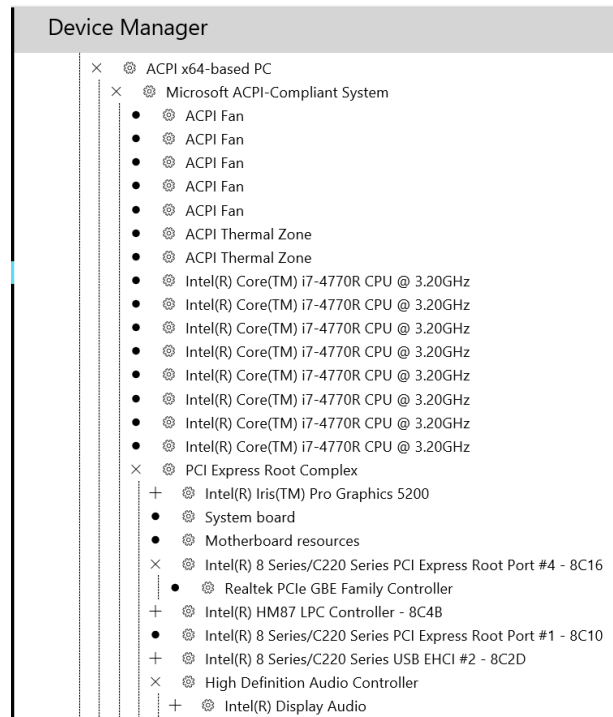 Device Manager
ACPI x64-based PC
Microsoft ACPI-Compliant System
ACPI Fan
ACPI Fan
ACPI Fan
ACPI Fan
ACPI Fan
ACPI Thermal Zone
ACPI Thermal Zone
Intel(R) Core(TM) i7-4770R CPU @ 3.20GHz
Intel(R) Core(TM) i7-4770R CPU @ 3.20GHz
Intel(R) Core(TM) i7-4770R CPU @ 3.20GHz
Intel(R) Core(TM) i7-4770R CPU @ 3.20GHz
Intel(R) Core(TM) i7-4770R CPU @ 3.20GHz
Intel(R) Core(TM) i7-4770R CPU @ 3.20GHz
Intel(R) Core(TM) i7-4770R CPU @ 3.20GHz
Intel(R) Core(TM) i7-4770R CPU @ 3.20GHz
PCI Express Root Complex
Intel(R) Iris(TM) Pro Graphics 5200
System board
Motherboard resources
Intel(R) 8 Series/C220 Series PCI Express Root Port #4 - 8C16
Realtek PCIe GBE Family Controller
Intel(R) HM87 LPC Controller - 8C4B
Intel(R) 8 Series/C220 Series PCI Express Root Port #1 - 8C10
Intel(R) 8 Series/C220 Series USB EHCI #2 - 8C2D
High Definition Audio Controller
Intel(R) Display Audio